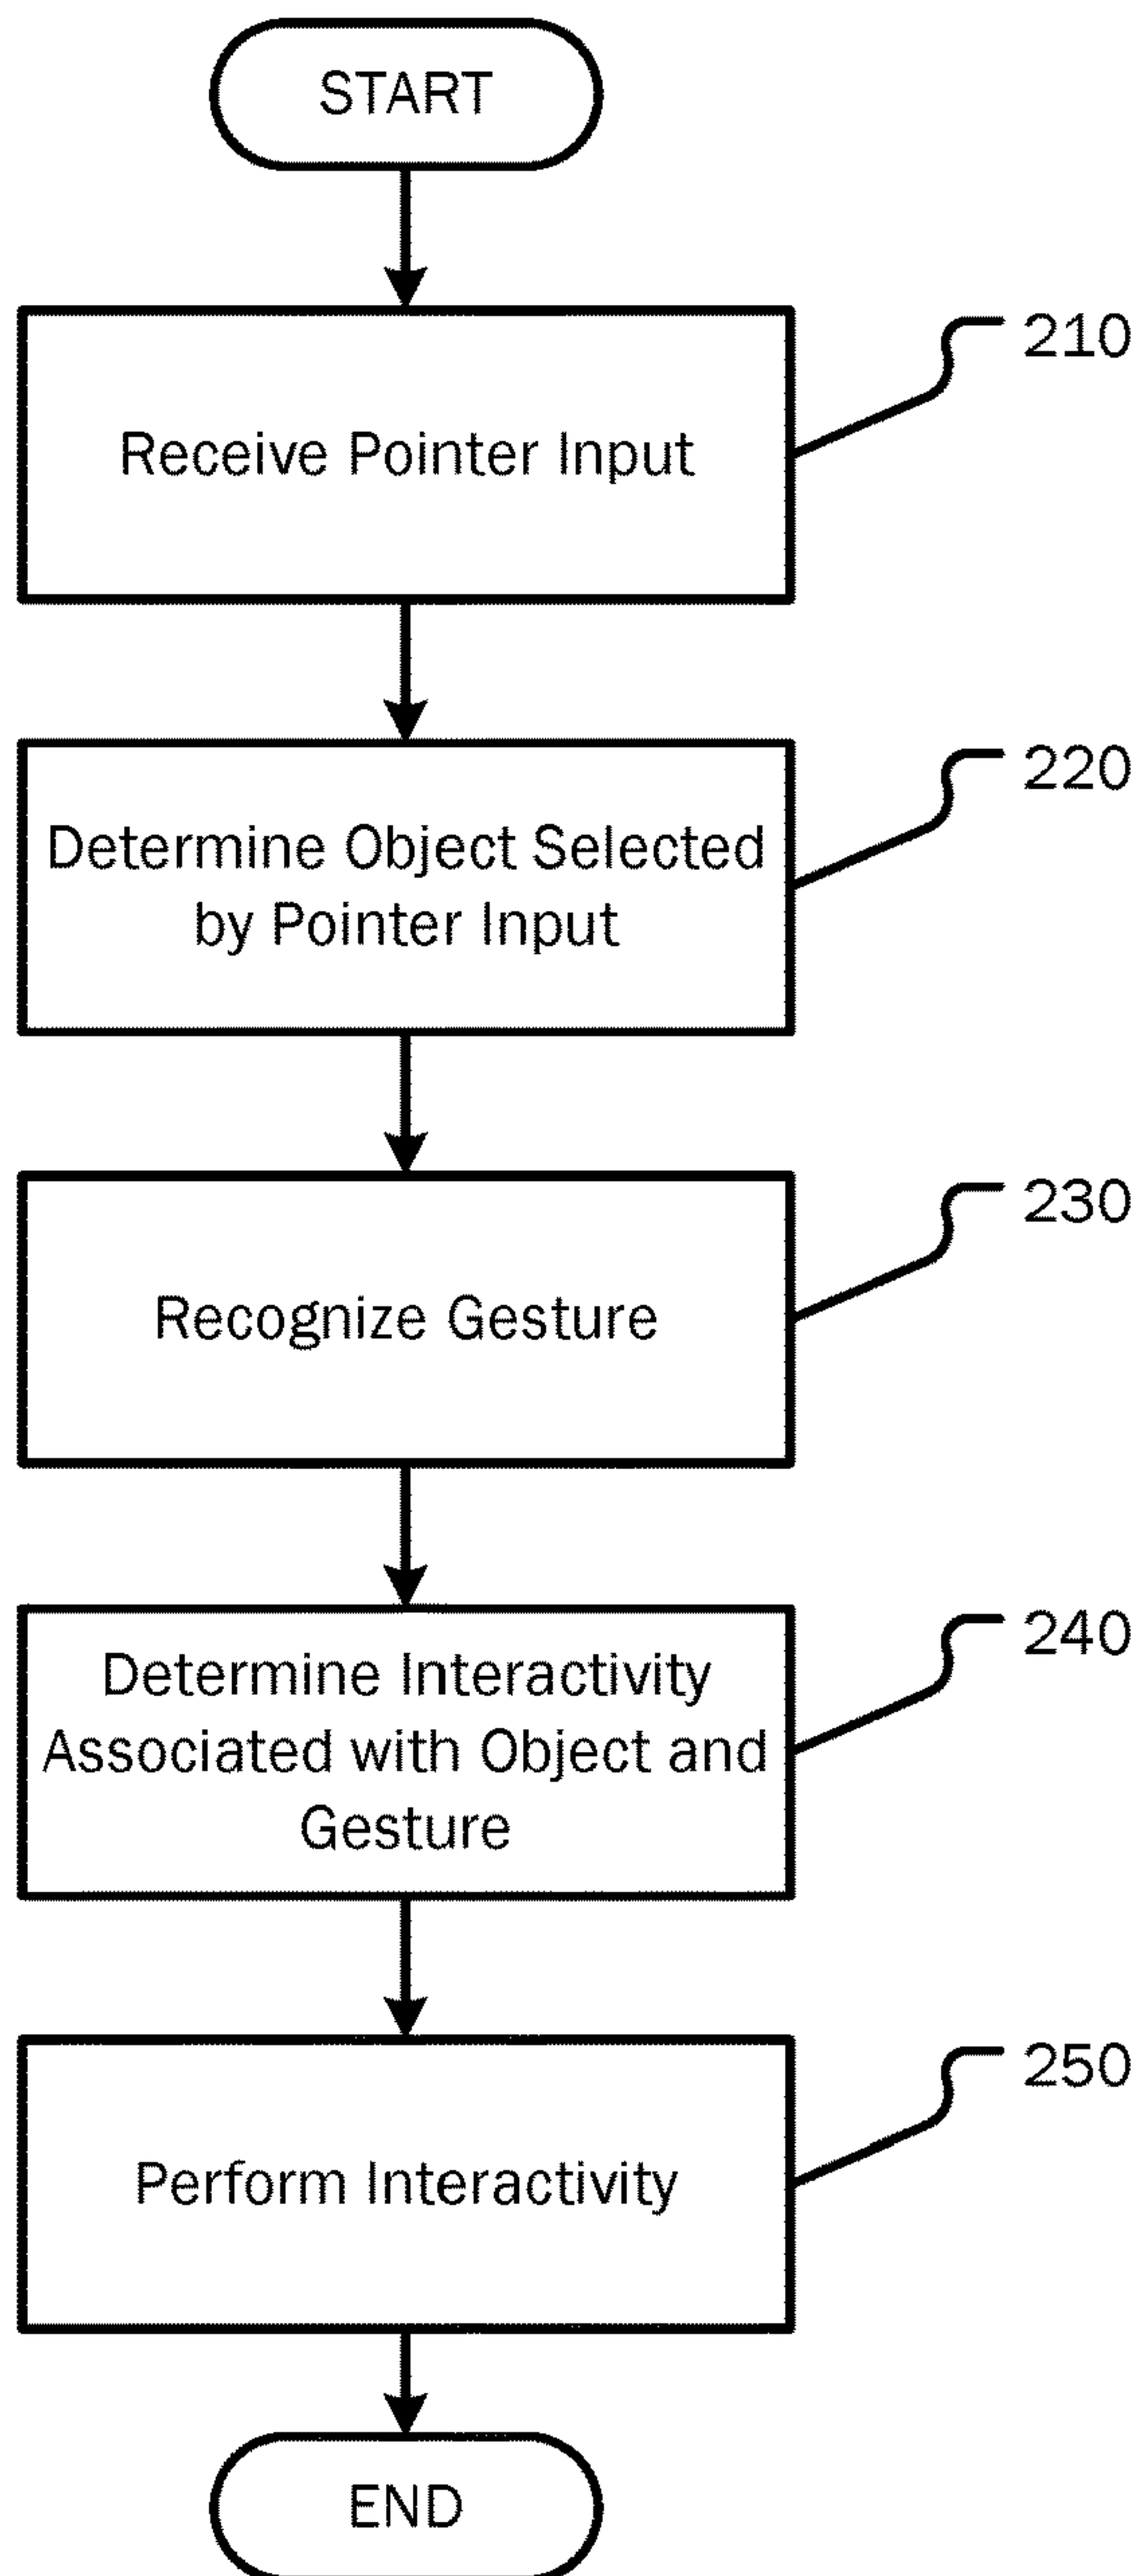 START
210
Receive Pointer Input
220
Determine Object Selected
by Pointer Input
230
Recognize Gesture
240
Determine Interactivity
Associated with Object and
Gesture
250
Perform Interactivity
END